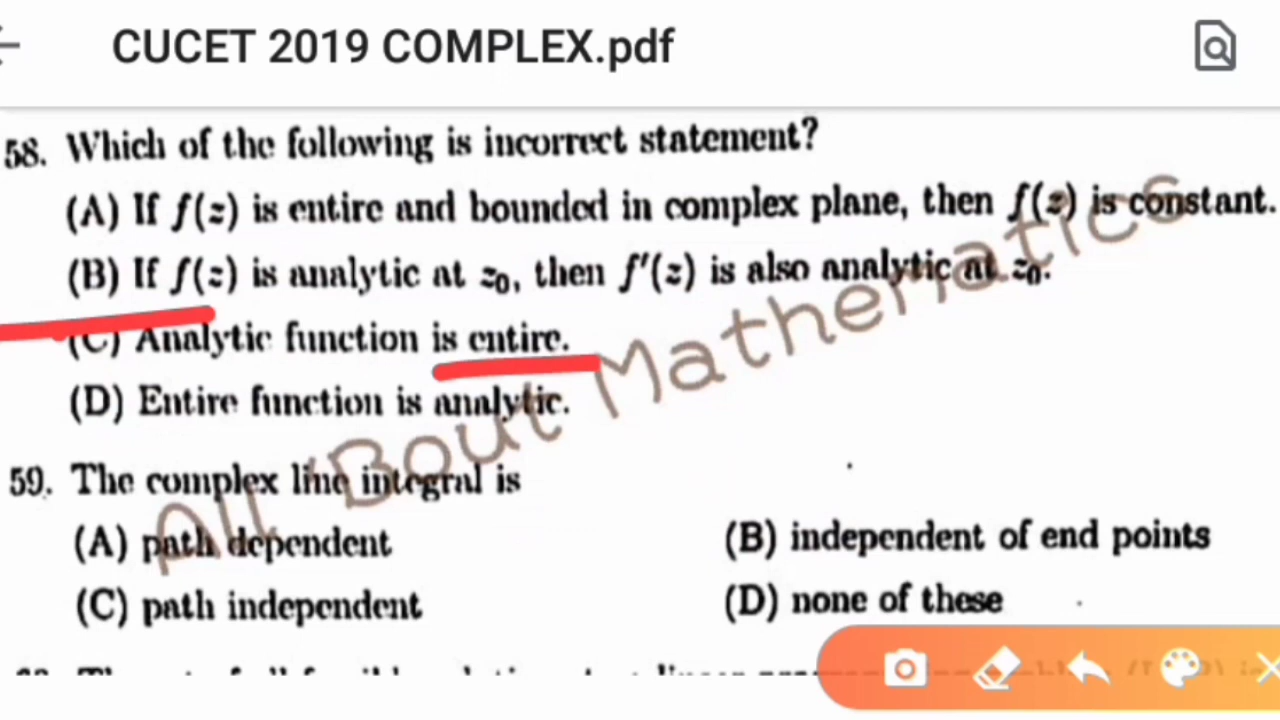 CUCET 2019 COMPLEX.pdf
58. Which of the following is incorrect statement?
(A) If f(z) is entire and bounded in complex plane, then f(z) is constant.
(B) If f(z) is analytic at z₀, then f′(z) is also analytic at z₀.
(C) Analytic function is entire.
(D) Entire function is analytic.
All 'Bout Mathematics
59. The complex line integral is
(A) path dependent (B) independent of end points
(C) path independent (D) none of these